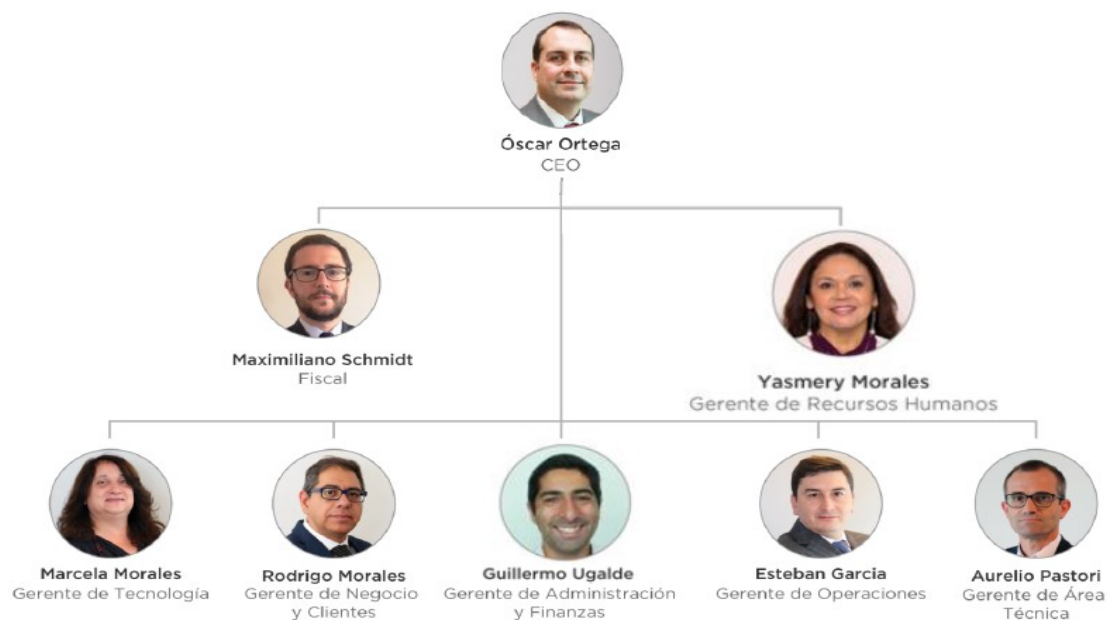 Óscar Ortega
CEO
Maximiliano Schmidt
Fiscal
Yasmery Morales
Gerente de Recursos Humanos
Marcela Morales
Gerente de Tecnología
Rodrigo Morales
Gerente de Negocio
y Clientes
Guillermo Ugalde
Gerente de Administración
y Finanzas
Esteban Garcia
Gerente de Operaciones
Aurelio Pastori
Gerente de Área
Técnica